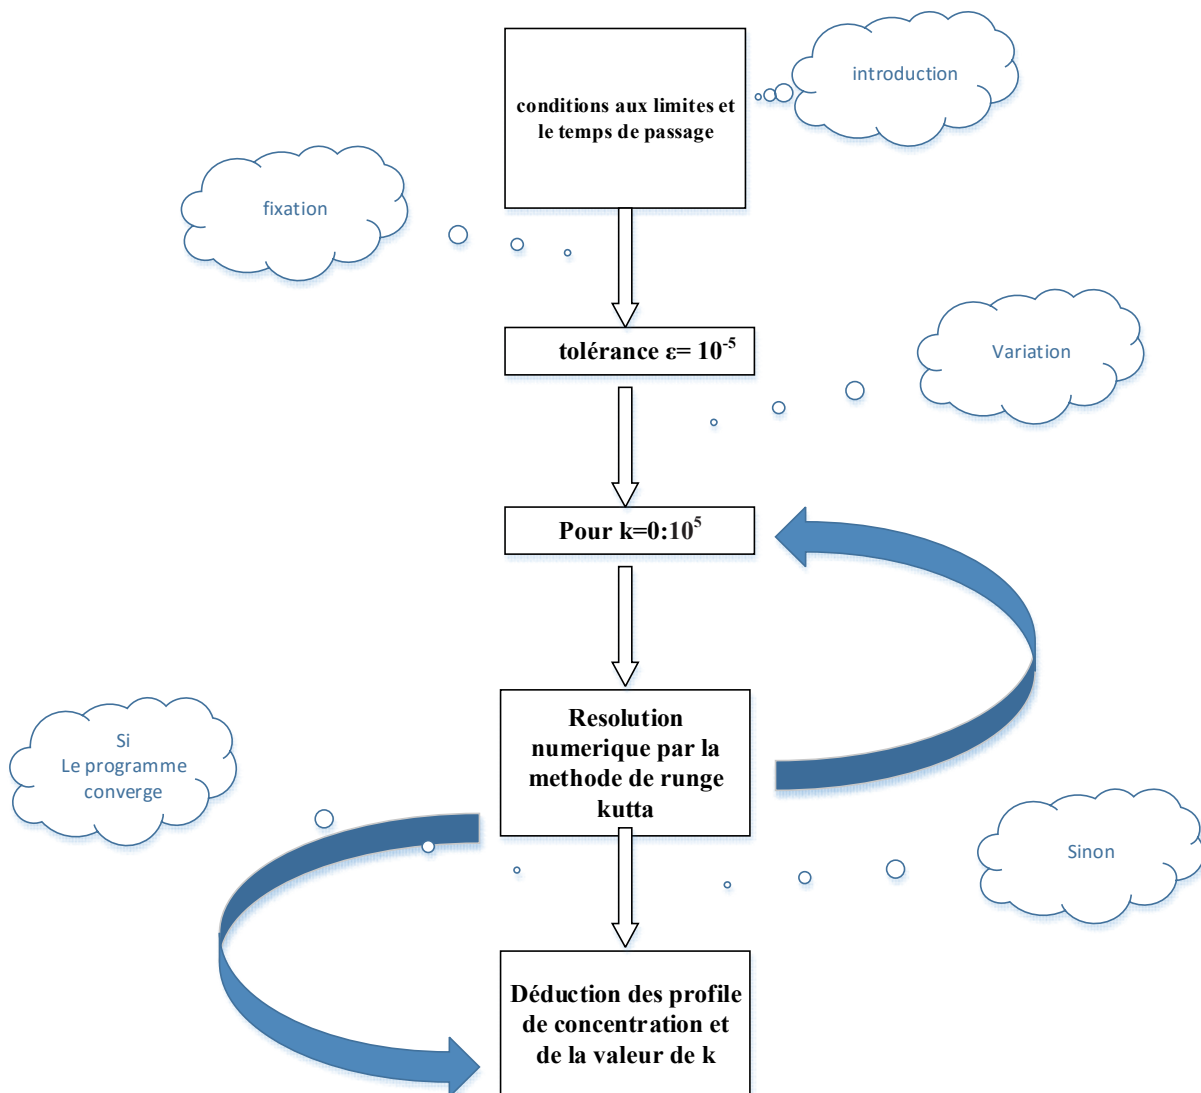 introduction
conditions aux limites et
le temps de passage
fixation
tolérance ε= 10⁻⁵
Variation
Pour k=0:10⁵
Resolution
numerique par la
methode de runge
kutta
Si
Le programme
converge
Sinon
Déduction des profile
de concentration et
de la valeur de k